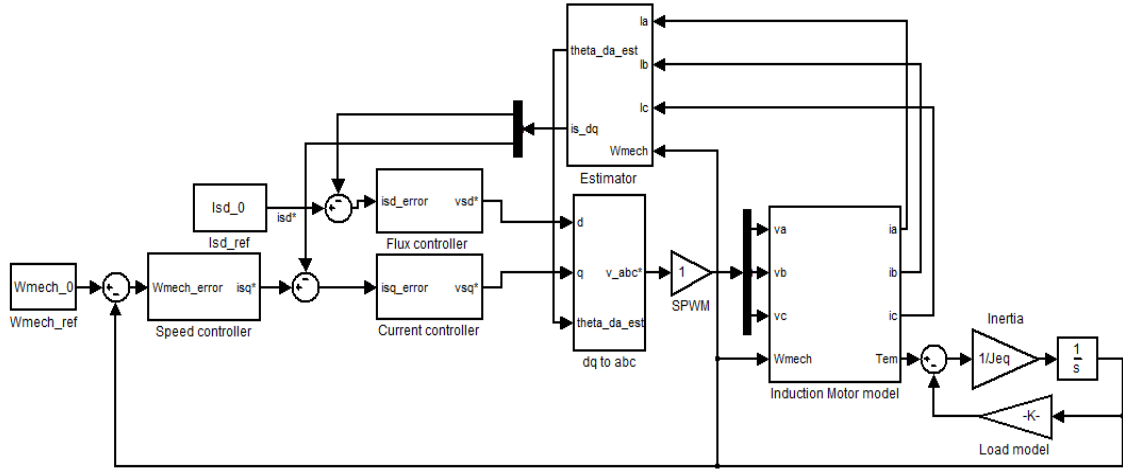 Ia
theta_da_est
Ib
Ic
is_dq
Wmech
Estimator
Isd_0
isd*
Isd_ref
+
-
isd_error
vsd*
Flux controller
Wmech_0
Wmech_ref
+
-
Wmech_error
isq*
Speed controller
+
-
isq_error
vsq*
Current controller
d
q
v_abc*
theta_da_est
dq to abc
1
SPWM
va
ia
vb
ib
vc
ic
Wmech
Tem
Induction Motor model
+
-
Inertia
1/Jeq
1
s
-K-
Load model